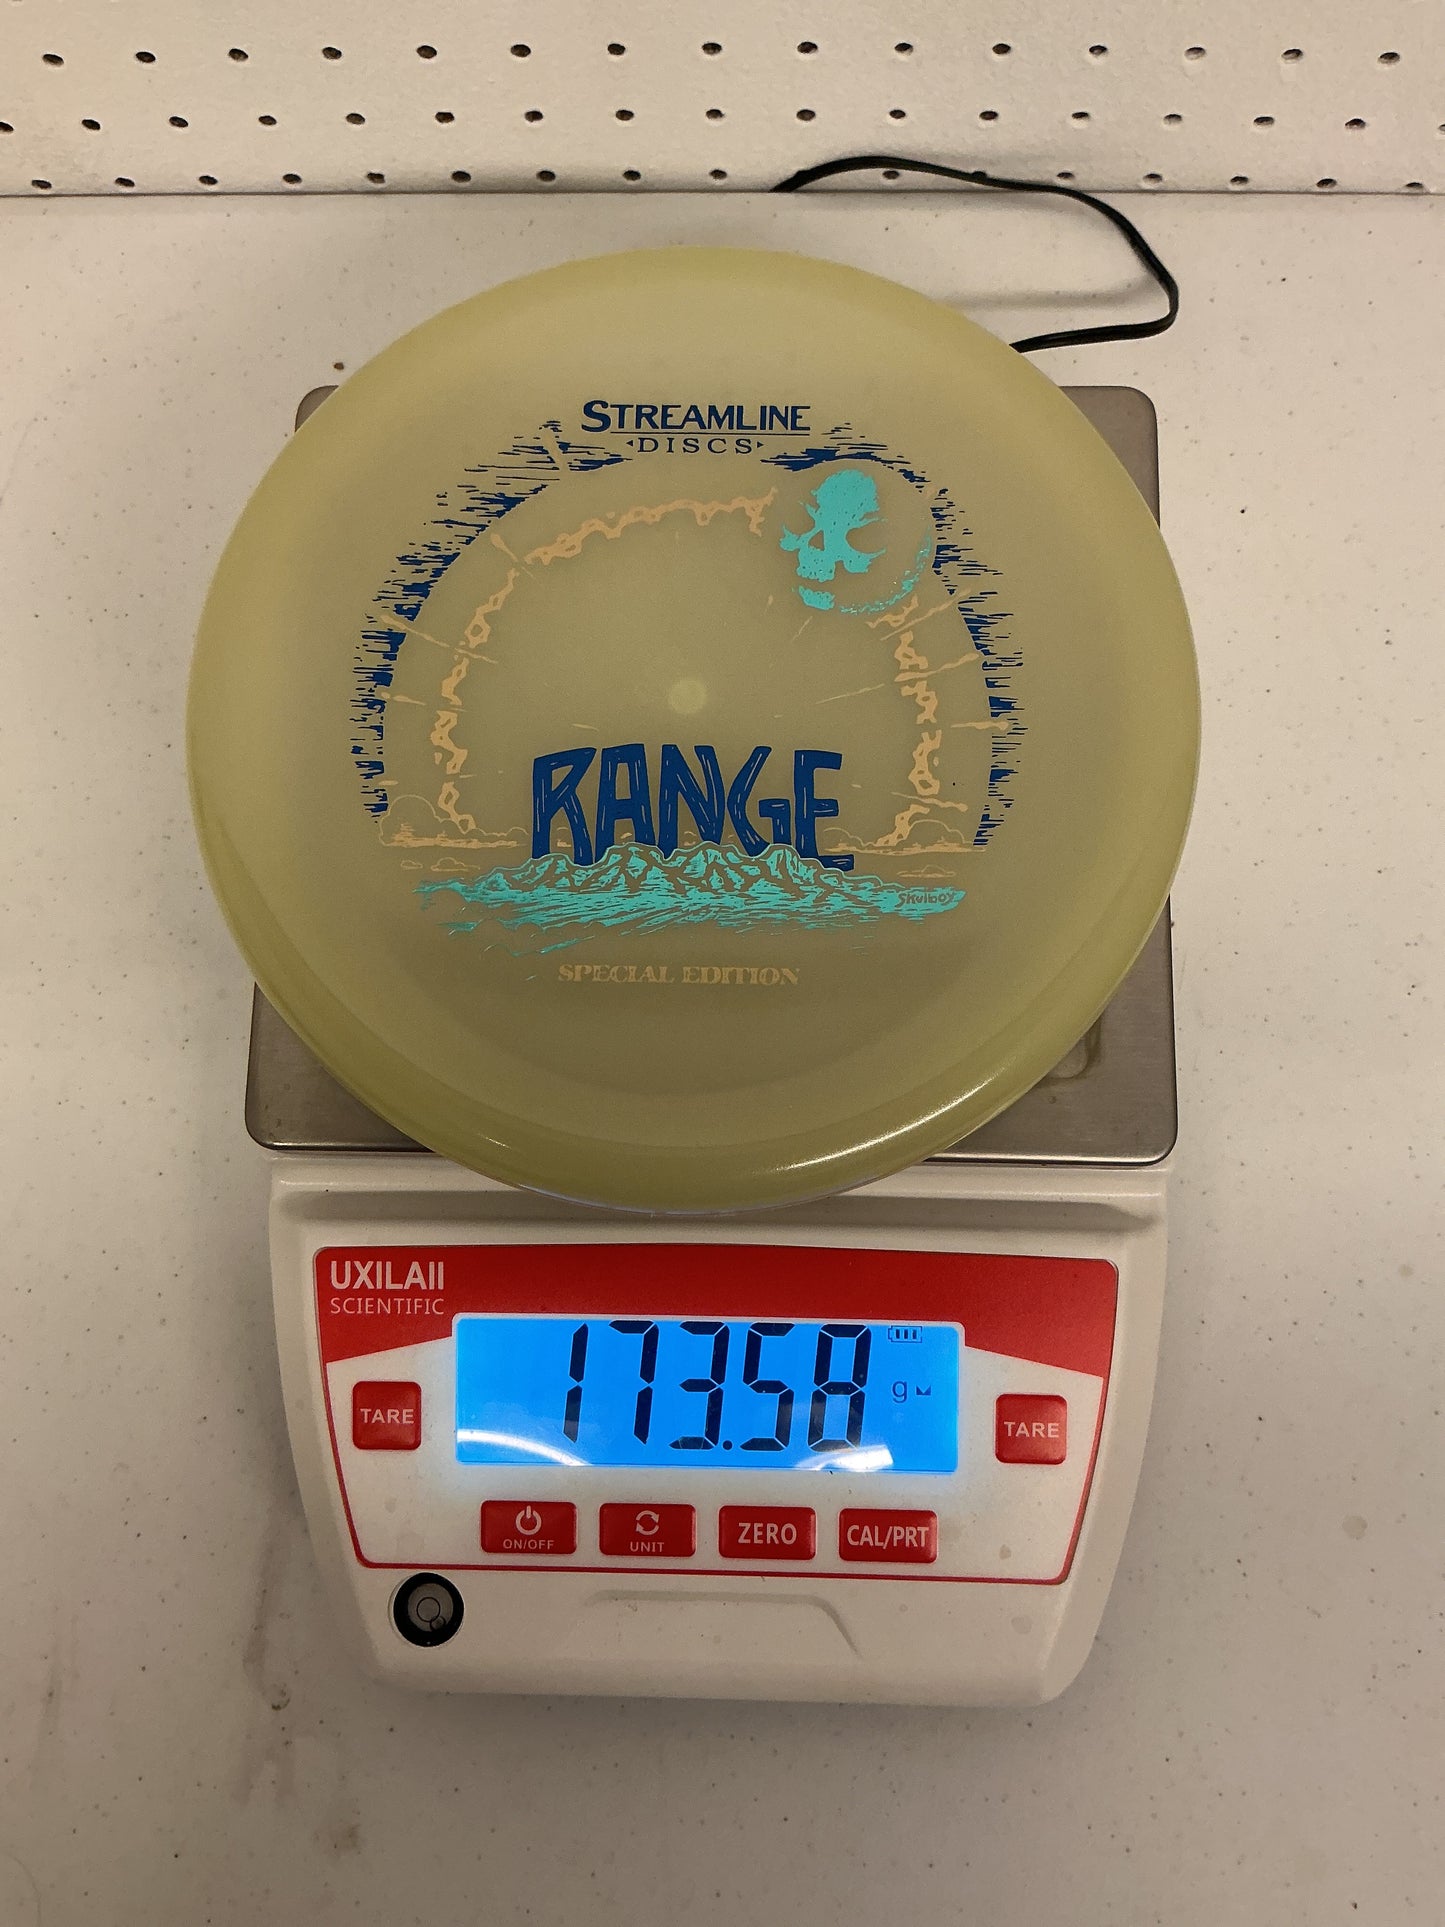 STREAMLINE
DISCS
RANGE
Skulboy
SPECIAL EDITION
UXILAII
SCIENTIFIC
173.58 g
TARE
TARE
ON/OFF
UNIT
ZERO
CAL/PRT